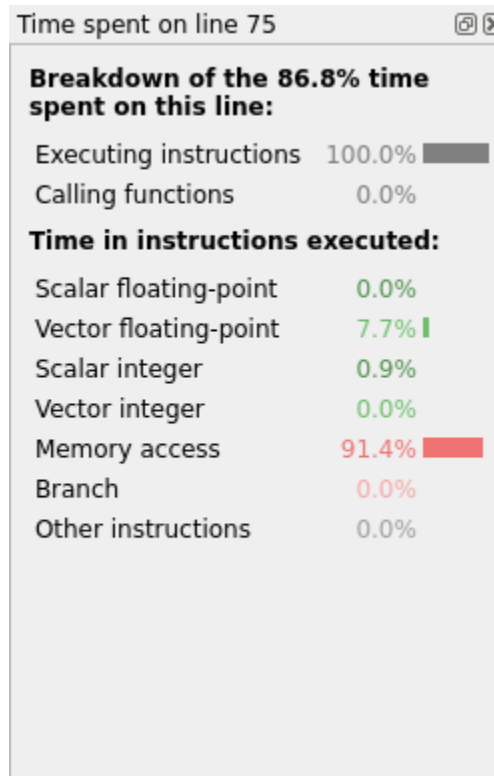 Time spent on line 75
Breakdown of the 86.8% time
spent on this line:
Executing instructions 100.0%
Calling functions 0.0%
Time in instructions executed:
Scalar floating-point 0.0%
Vector floating-point 7.7%
Scalar integer 0.9%
Vector integer 0.0%
Memory access 91.4%
Branch 0.0%
Other instructions 0.0%